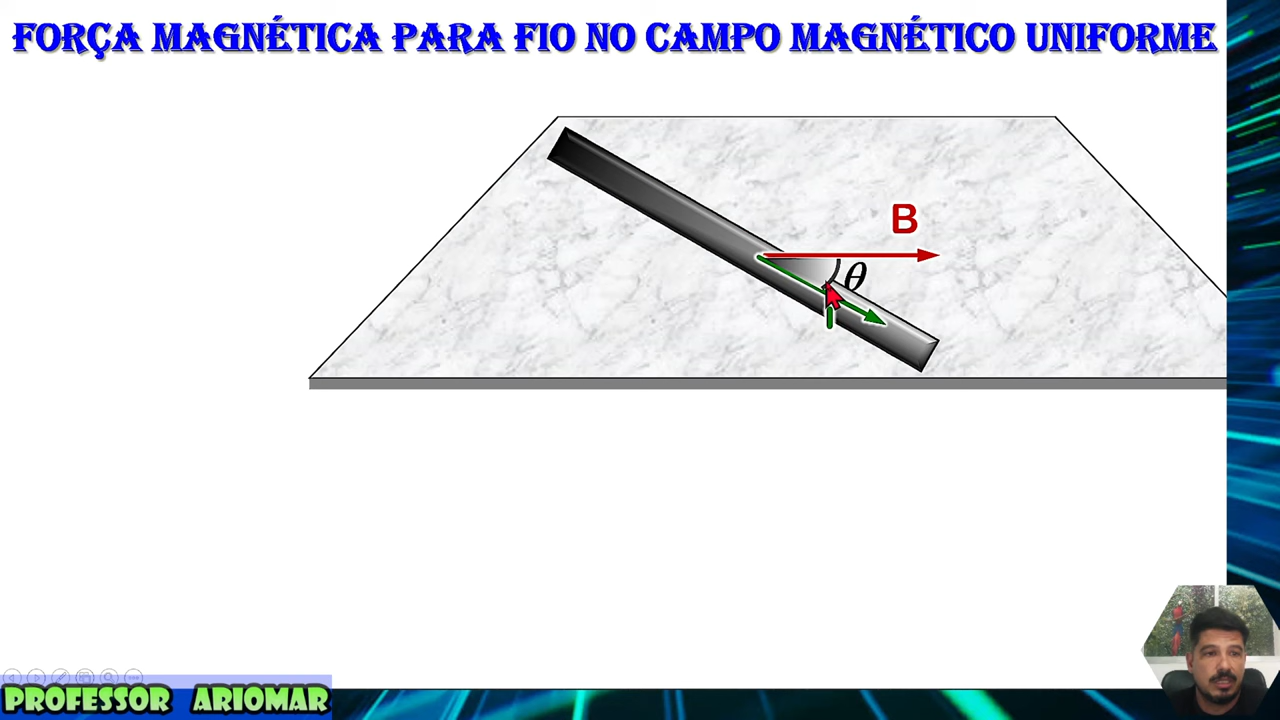 FORÇA MAGNÉTICA PARA FIO NO CAMPO MAGNÉTICO UNIFORME
B
θ
PROFESSOR ARIOMAR